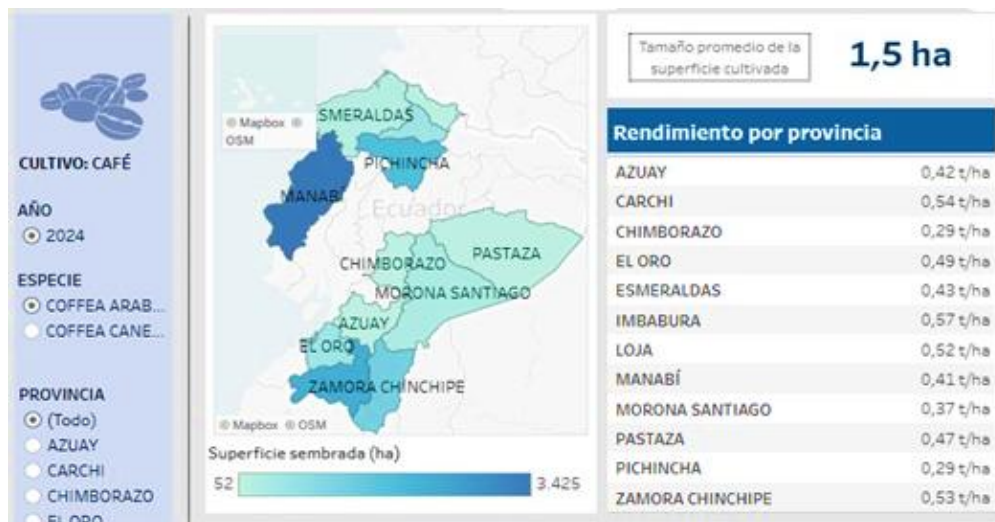 CULTIVO: CAFÉ
AÑO
2024
ESPECIE
COFFEA ARAB...
COFFEA CANE...
PROVINCIA
(Todo)
AZUAY
CARCHI
CHIMBORAZO
EL ORO
© Mapbox ©
OSM
ESMERALDAS
PICHINCHA
MANABÍ
Ecuador
PASTAZA
CHIMBORAZO
MORONA SANTIAGO
AZUAY
EL ORO
ZAMORA CHINCHIPE
© Mapbox © OSM
Superficie sembrada (ha)
52 3.425
Tamaño promedio de la
superficie cultivada
1,5 ha
Rendimiento por provincia
AZUAY 0,42 t/ha
CARCHI 0,54 t/ha
CHIMBORAZO 0,29 t/ha
EL ORO 0,49 t/ha
ESMERALDAS 0,43 t/ha
IMBABURA 0,57 t/ha
LOJA 0,52 t/ha
MANABÍ 0,41 t/ha
MORONA SANTIAGO 0,37 t/ha
PASTAZA 0,47 t/ha
PICHINCHA 0,29 t/ha
ZAMORA CHINCHIPE 0,53 t/ha